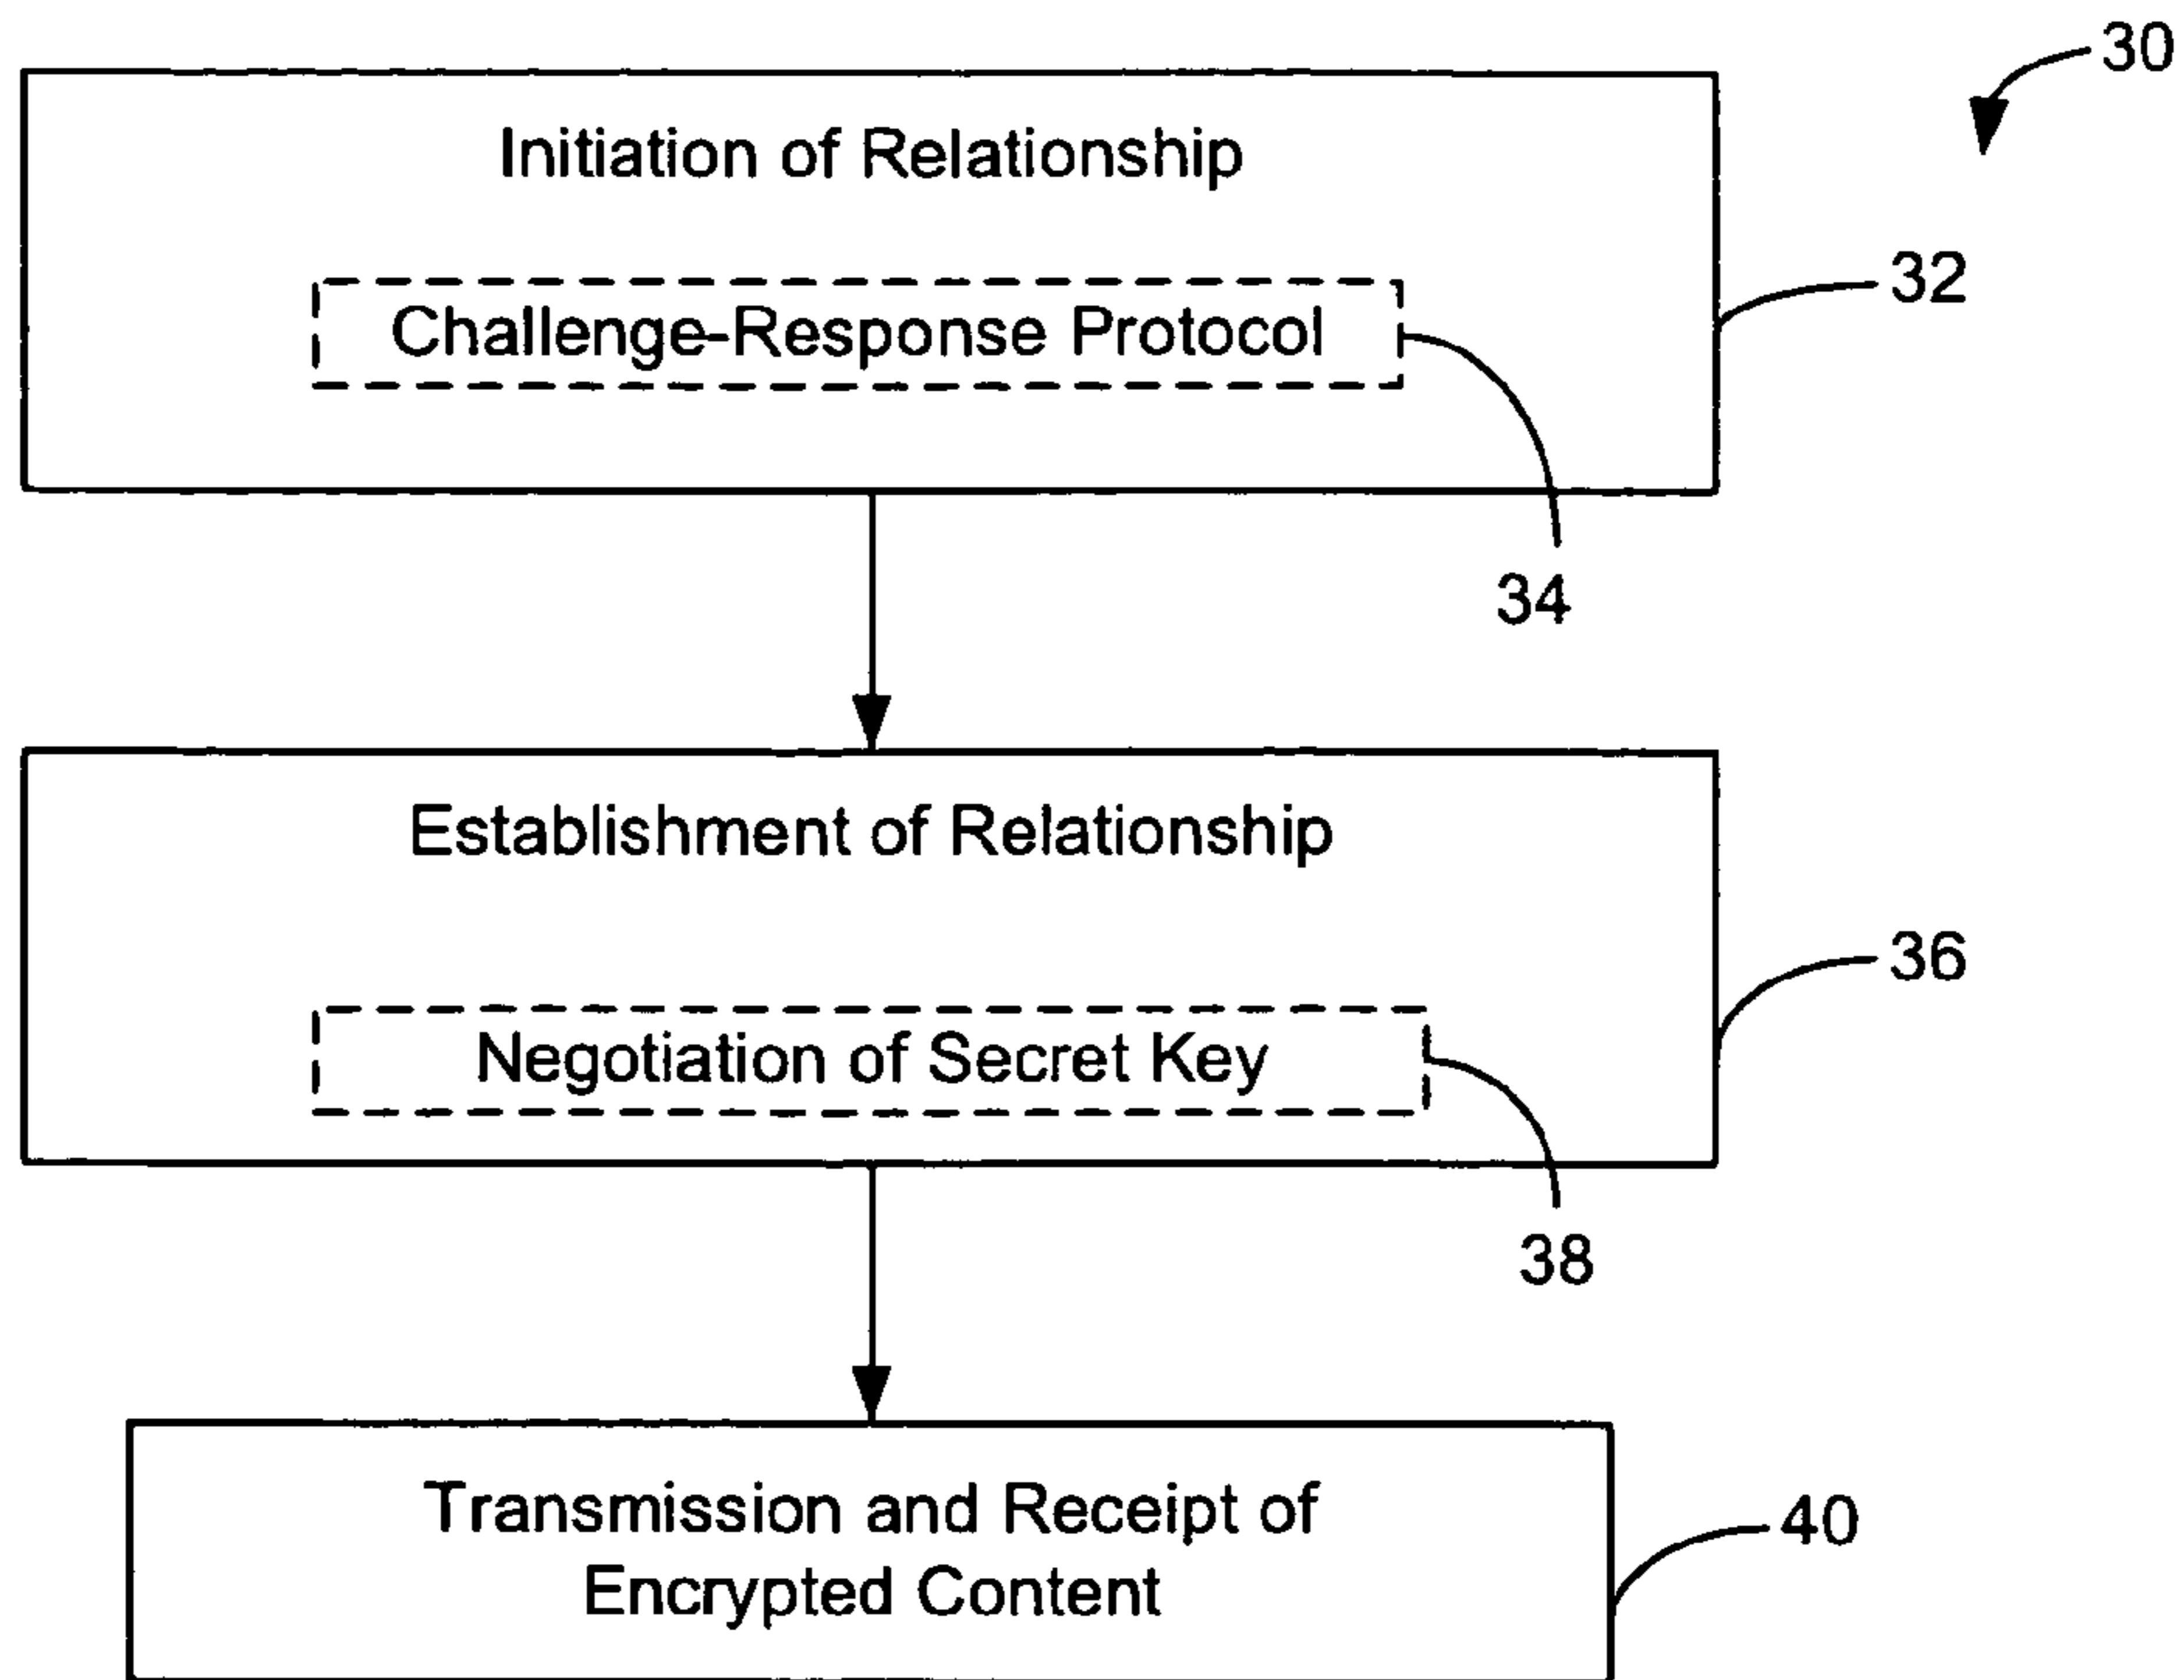 30
Initiation of Relationship
32
Challenge-Response Protocol
34
Establishment of Relationship
36
Negotiation of Secret Key
38
Transmission and Receipt of
40
Encrypted Content